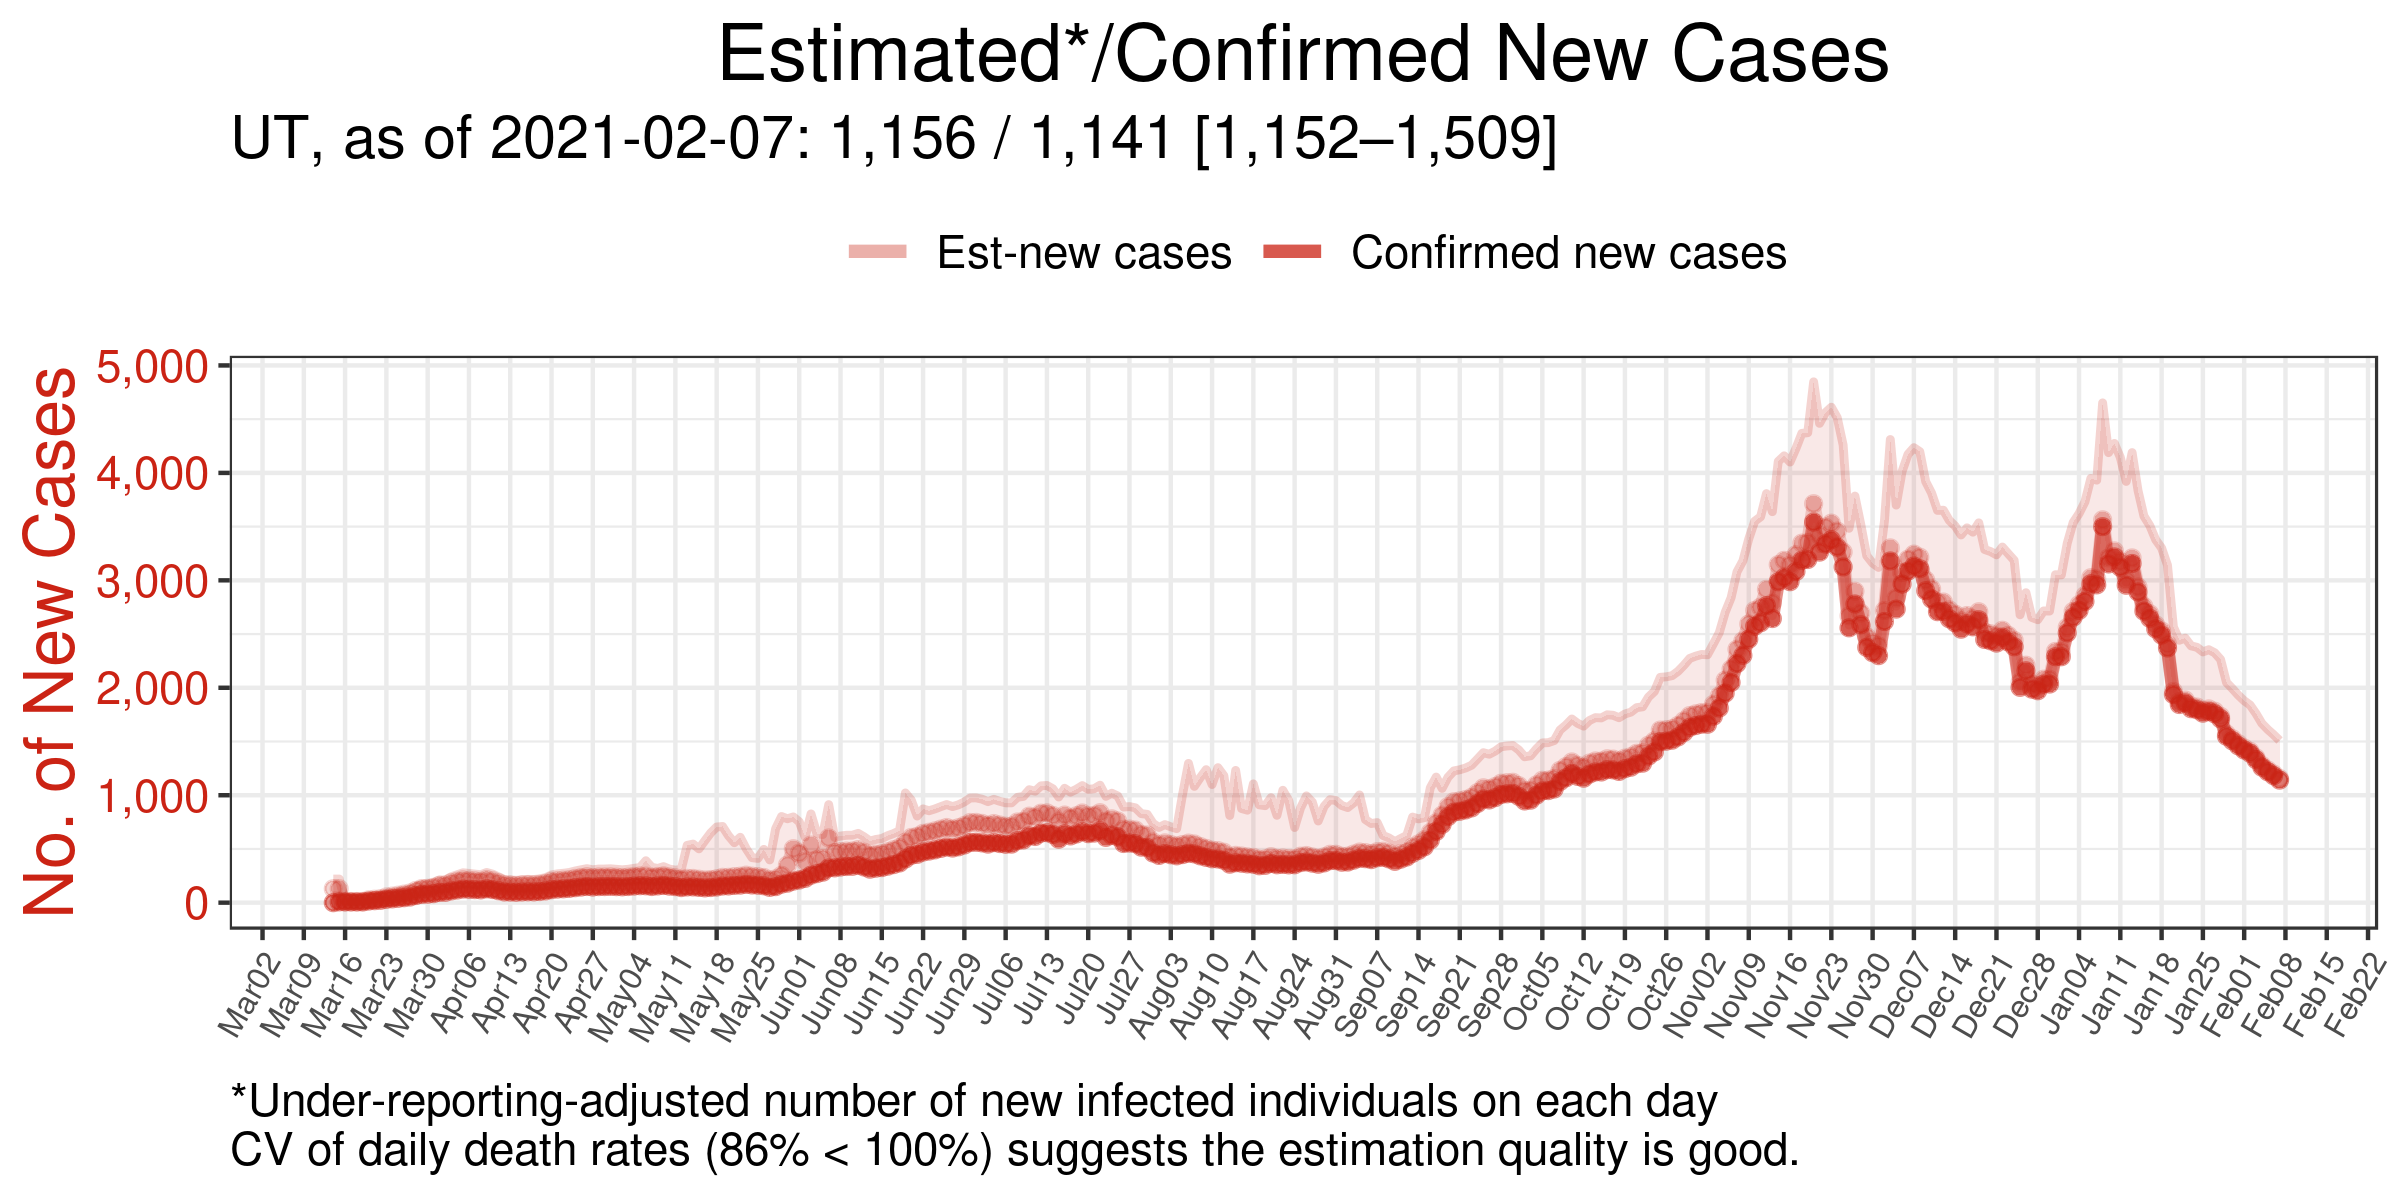 Estimated*/Confirmed New Cases
UT, as of 2021-02-07: 1,156 / 1,141 [1,152–1,509]
Est-new cases Confirmed new cases
No. of New Cases
5,000
4,000
3,000
2,000
1,000
0
Mar02 Mar09 Mar16 Mar23 Mar30 Apr06 Apr13 Apr20 Apr27 May04 May11 May18 May25 Jun01 Jun08 Jun15 Jun22 Jun29 Jul06 Jul13 Jul20 Jul27 Aug03 Aug10 Aug17 Aug24 Aug31 Sep07 Sep14 Sep21 Sep28 Oct05 Oct12 Oct19 Oct26 Nov02 Nov09 Nov16 Nov23 Nov30 Dec07 Dec14 Dec21 Dec28 Jan04 Jan11 Jan18 Jan25 Feb01 Feb08 Feb15 Feb22
*Under-reporting-adjusted number of new infected individuals on each day
CV of daily death rates (86% < 100%) suggests the estimation quality is good.